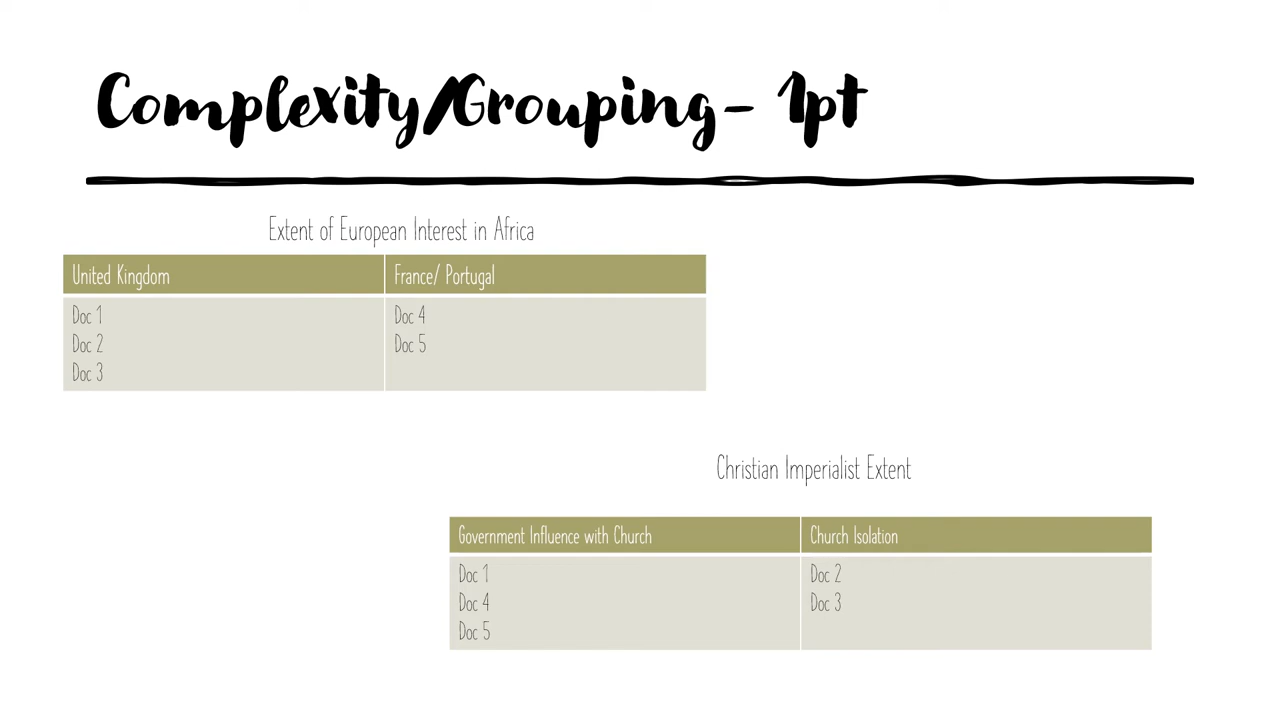 Complexity/Grouping- 1pt
Extent of European Interest in Africa
United Kingdom
France/ Portugal
Doc 1
Doc 2
Doc 3
Doc 4
Doc 5
Christian Imperialist Extent
Government Influence with Church
Church Isolation
Doc 1
Doc 4
Doc 5
Doc 2
Doc 3